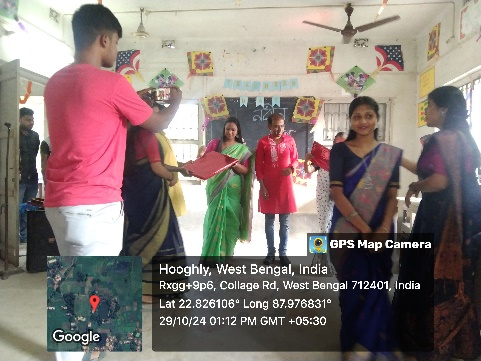 GPS Map Camera
Hooghly, West Bengal, India
Rxgg+9p6, Collage Rd, West Bengal 712401, India
Lat 22.826106° Long 87.976831°
29/10/24 01:12 PM GMT +05:30
Google